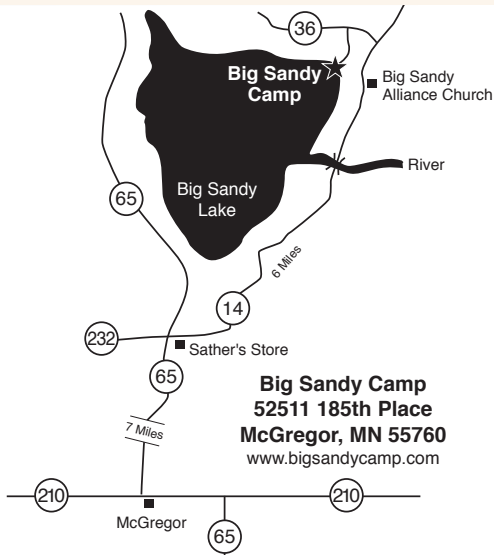 36
Big Sandy
Camp
Big Sandy
Alliance Church
River
65
Big Sandy
Lake
6 Miles
14
232
Sather's Store
65
Big Sandy Camp
52511 185th Place
McGregor, MN 55760
www.bigsandycamp.com
7 Miles
210
210
McGregor
65